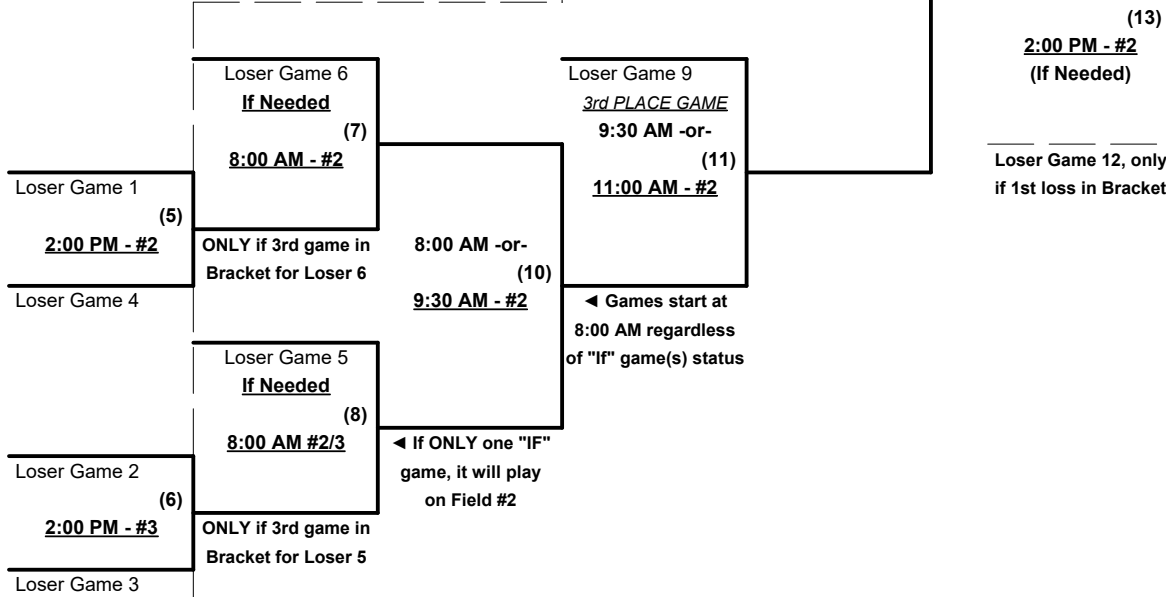 (13)
2:00 PM - #2
(If Needed)
Loser Game 12, only
if 1st loss in Bracket
Loser Game 6
If Needed
(7)
8:00 AM - #2
ONLY if 3rd game in
Bracket for Loser 6
Loser Game 9
3rd PLACE GAME
9:30 AM -or-
(11)
11:00 AM - #2
Loser Game 1
(5)
2:00 PM - #2
Loser Game 4
8:00 AM -or-
(10)
9:30 AM - #2
◄ Games start at
8:00 AM regardless
of "If" game(s) status
Loser Game 5
If Needed
(8)
8:00 AM #2/3
ONLY if 3rd game in
Bracket for Loser 5
◄ If ONLY one "IF"
game, it will play
on Field #2
Loser Game 2
(6)
2:00 PM - #3
Loser Game 3